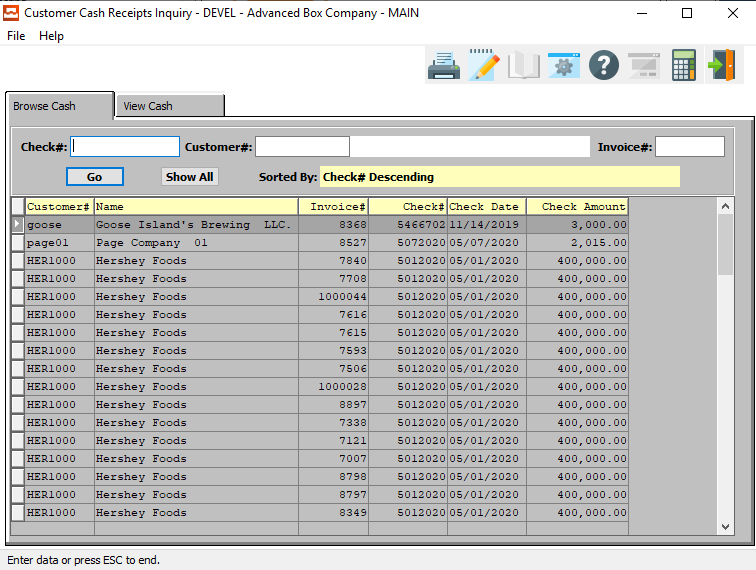 Customer Cash Receipts Inquiry - DEVEL - Advanced Box Company - MAIN
File Help
Browse Cash View Cash
Check#: Customer#: Invoice#:
Go Show All Sorted By: Check# Descending
Customer# Name Invoice# Check# Check Date Check Amount
goose Goose Island's Brewing LLC. 8368 5466702 11/14/2019 3,000.00
page01 Page Company 01 8527 5072020 05/07/2020 2,015.00
HER1000 Hershey Foods 7840 5012020 05/01/2020 400,000.00
HER1000 Hershey Foods 7708 5012020 05/01/2020 400,000.00
HER1000 Hershey Foods 1000044 5012020 05/01/2020 400,000.00
HER1000 Hershey Foods 7616 5012020 05/01/2020 400,000.00
HER1000 Hershey Foods 7615 5012020 05/01/2020 400,000.00
HER1000 Hershey Foods 7593 5012020 05/01/2020 400,000.00
HER1000 Hershey Foods 7506 5012020 05/01/2020 400,000.00
HER1000 Hershey Foods 1000028 5012020 05/01/2020 400,000.00
HER1000 Hershey Foods 8897 5012020 05/01/2020 400,000.00
HER1000 Hershey Foods 7338 5012020 05/01/2020 400,000.00
HER1000 Hershey Foods 7121 5012020 05/01/2020 400,000.00
HER1000 Hershey Foods 7007 5012020 05/01/2020 400,000.00
HER1000 Hershey Foods 8798 5012020 05/01/2020 400,000.00
HER1000 Hershey Foods 8797 5012020 05/01/2020 400,000.00
HER1000 Hershey Foods 8349 5012020 05/01/2020 400,000.00
Enter data or press ESC to end.